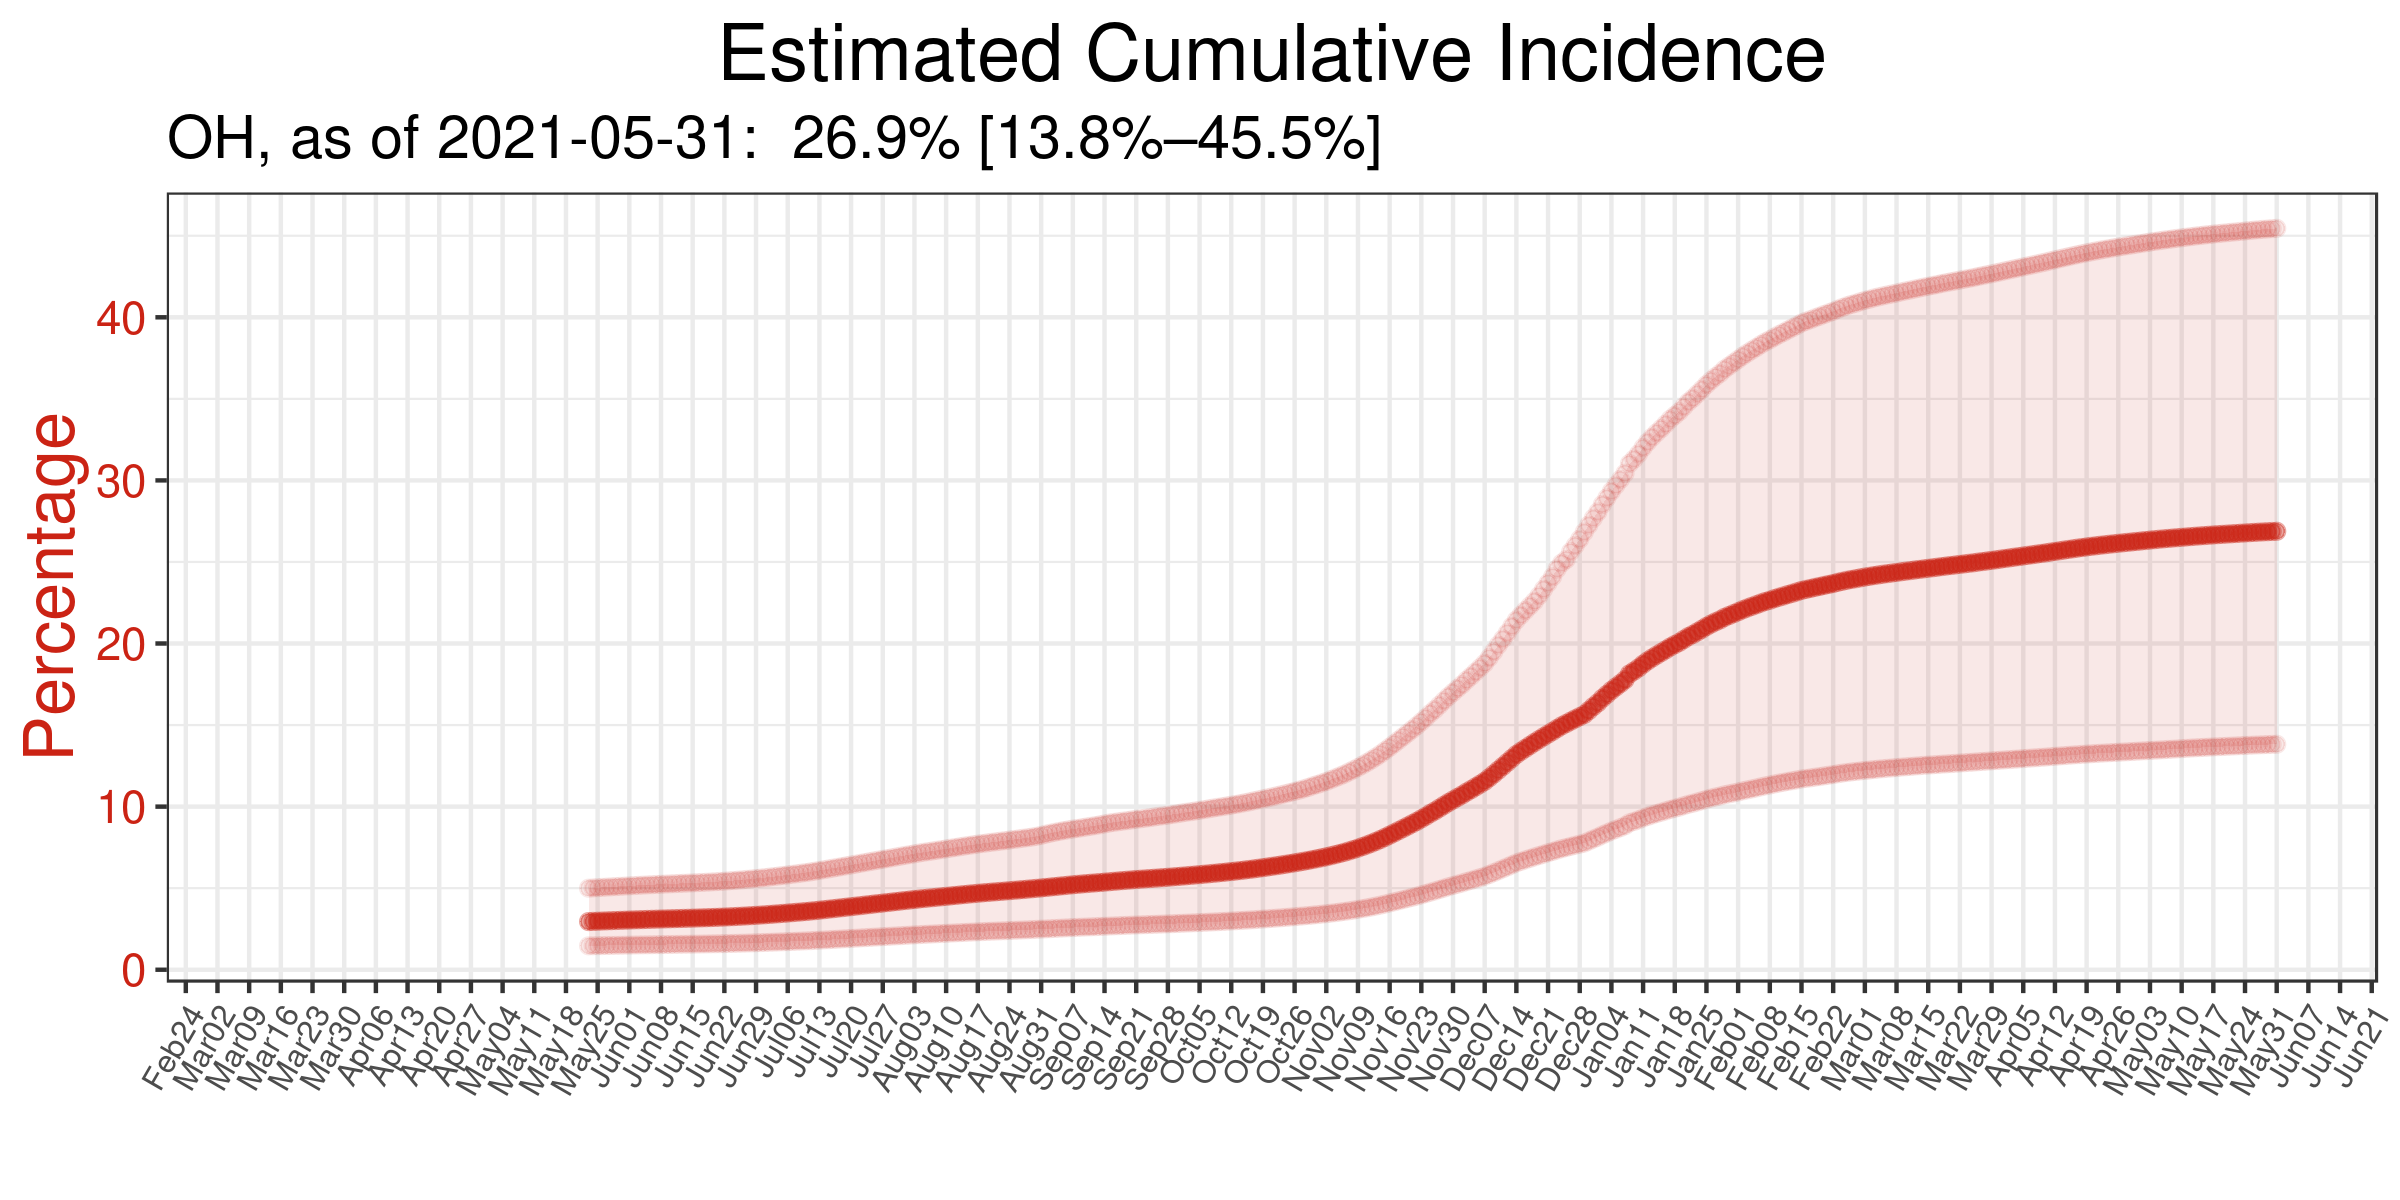 Estimated Cumulative Incidence
OH, as of 2021-05-31:  26.9% [13.8%–45.5%]
Percentage
40
30
20
10
0
Feb24
Mar02
Mar09
Mar16
Mar23
Mar30
Apr06
Apr13
Apr20
Apr27
May04
May11
May18
May25
Jun01
Jun08
Jun15
Jun22
Jun29
Jul06
Jul13
Jul20
Jul27
Aug03
Aug10
Aug17
Aug24
Aug31
Sep07
Sep14
Sep21
Sep28
Oct05
Oct12
Oct19
Oct26
Nov02
Nov09
Nov16
Nov23
Nov30
Dec07
Dec14
Dec21
Dec28
Jan04
Jan11
Jan18
Jan25
Feb01
Feb08
Feb15
Feb22
Mar01
Mar08
Mar15
Mar22
Mar29
Apr05
Apr12
Apr19
Apr26
May03
May10
May17
May24
May31
Jun07
Jun14
Jun21